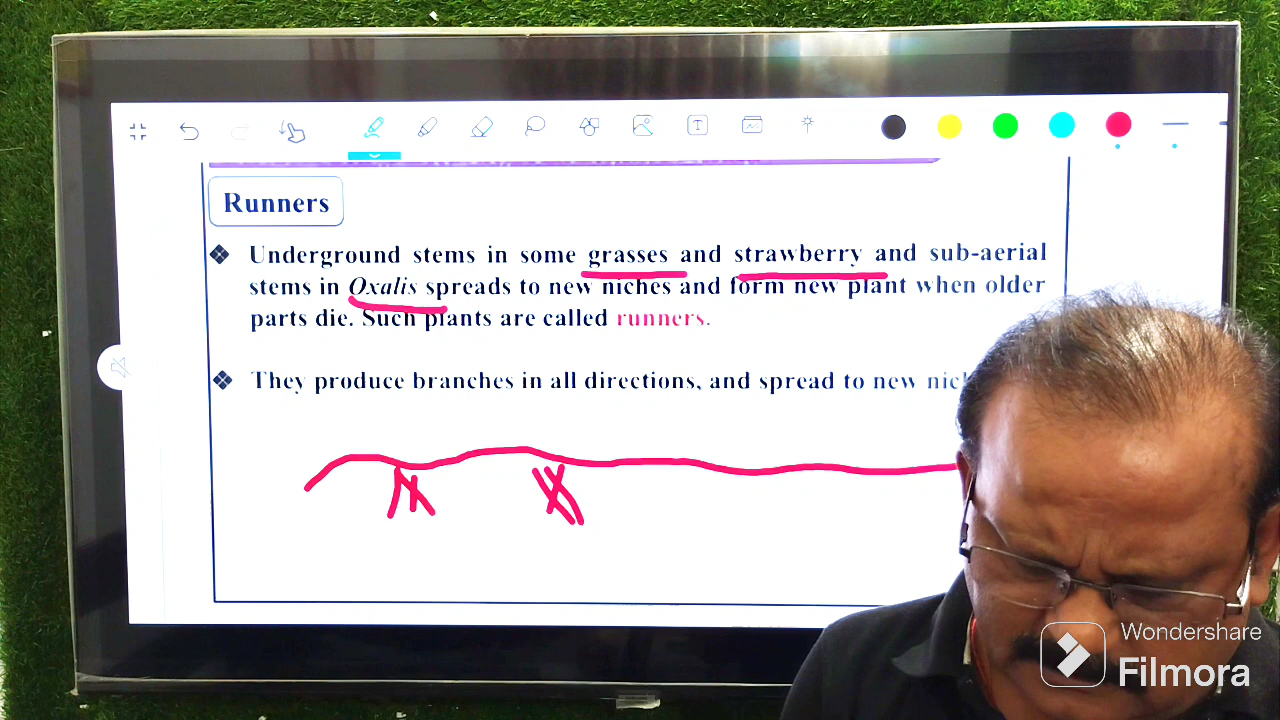 Runners
Underground stems in some grasses and strawberry and sub-aerial
stems in Oxalis spreads to new niches and form new plant when older
parts die. Such plants are called runners.
They produce branches in all directions, and spread to new
Wondershare
Filmora